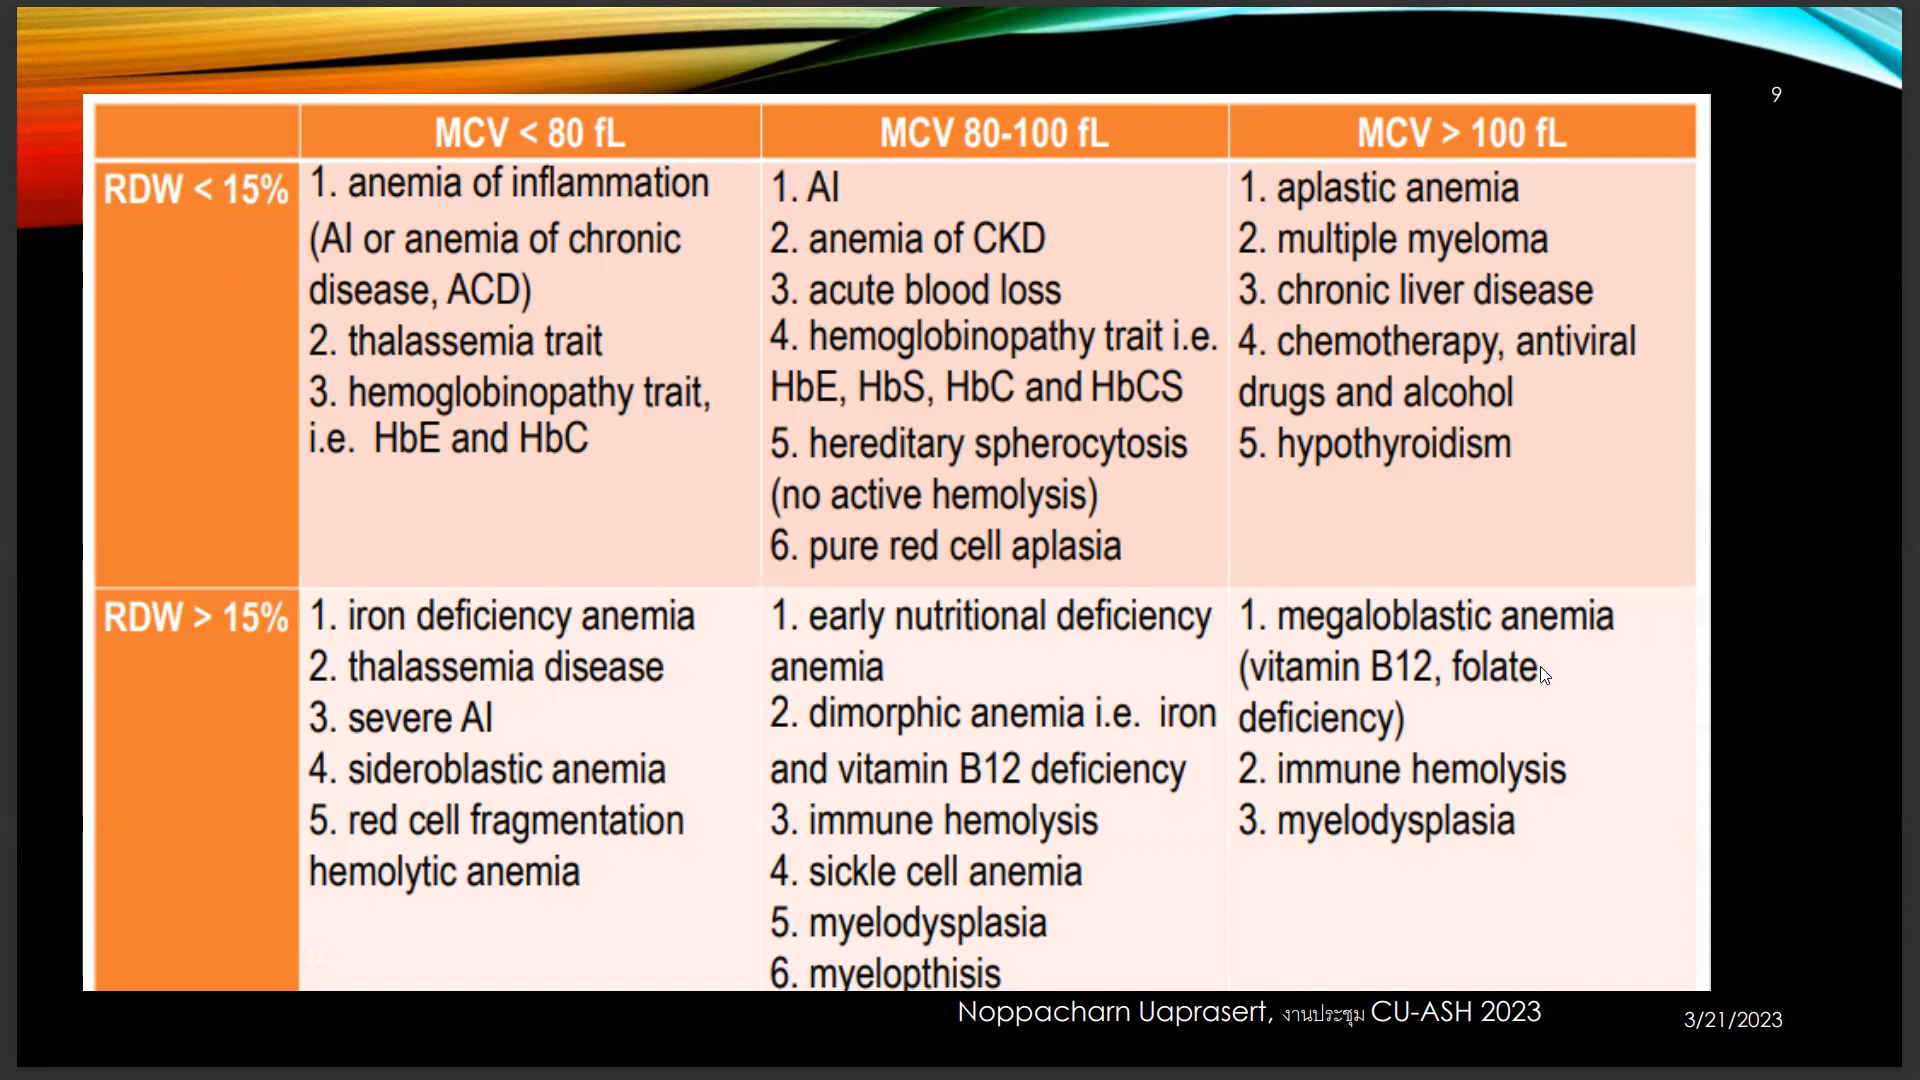 9
MCV < 80 fL
MCV 80-100 fL
MCV > 100 fL
RDW < 15%
1. anemia of inflammation
(AI or anemia of chronic
disease, ACD)
2. thalassemia trait
3. hemoglobinopathy trait,
i.e. HbE and HbC
1. AI
2. anemia of CKD
3. acute blood loss
4. hemoglobinopathy trait i.e.
HbE, HbS, HbC and HbCS
5. hereditary spherocytosis
(no active hemolysis)
6. pure red cell aplasia
1. aplastic anemia
2. multiple myeloma
3. chronic liver disease
4. chemotherapy, antiviral
drugs and alcohol
5. hypothyroidism
RDW > 15%
1. iron deficiency anemia
2. thalassemia disease
3. severe AI
4. sideroblastic anemia
5. red cell fragmentation
hemolytic anemia
1. early nutritional deficiency
anemia
2. dimorphic anemia i.e. iron
and vitamin B12 deficiency
3. immune hemolysis
4. sickle cell anemia
5. myelodysplasia
6. myelopthisis
1. megaloblastic anemia
(vitamin B12, folate
deficiency)
2. immune hemolysis
3. myelodysplasia
Noppacharn Uaprasert, งานประชุม CU-ASH 2023
3/21/2023